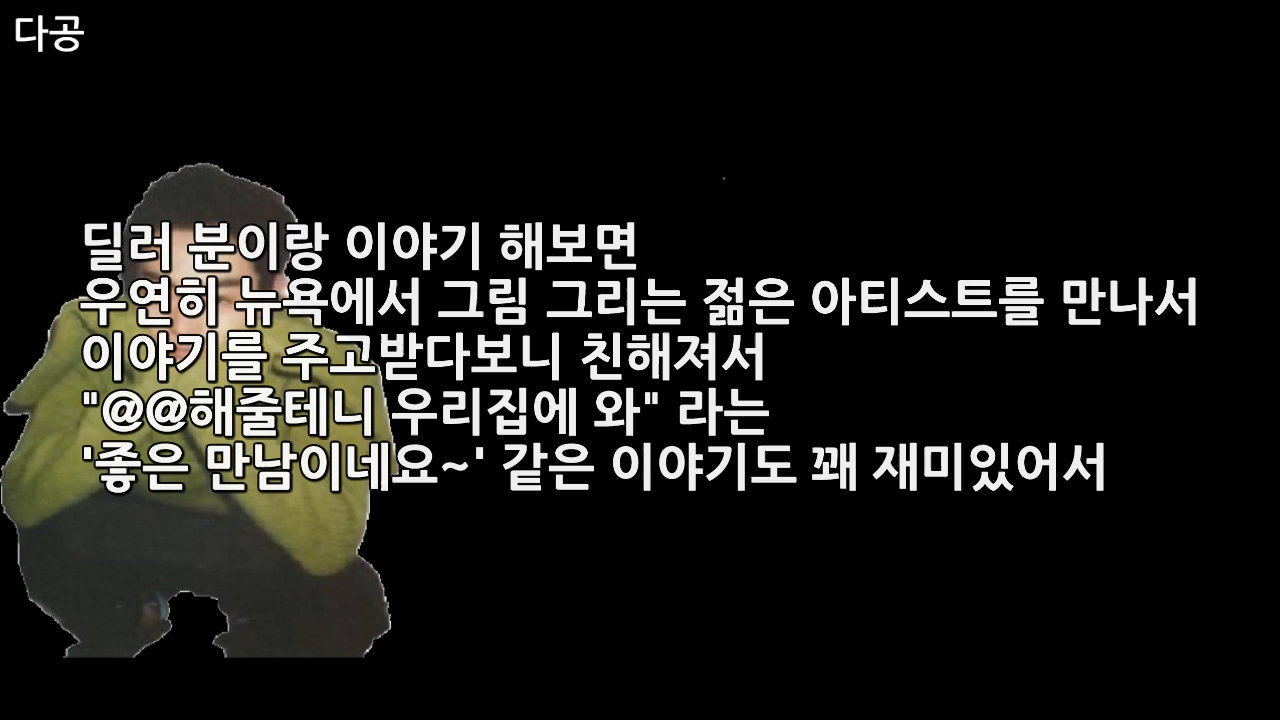 다공
딜러 분이랑 이야기 해보면
우연히 뉴욕에서 그림 그리는 젊은 아티스트를 만나서
이야기를 주고받다보니 친해져서
"@@해줄테니 우리집에 와" 라는
'좋은 만남이네요~' 같은 이야기도 꽤 재미있어서